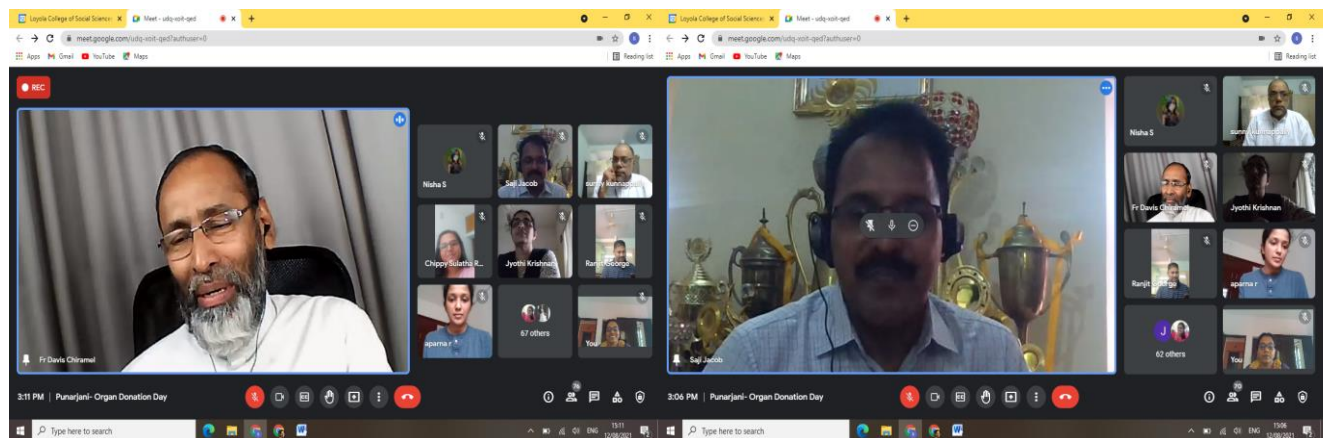 Loyola College of Social Science
Meet - udq-xoit-qed
meet.google.com/udq-xoit-qed?authuser=0
Apps Gmail YouTube Maps
Reading list
REC
Nisha S
Saji Jacob
sunny kunnappallil
Chippy Sulatha R...
Jyothi Krishnan
Ranjit George
aparna r
67 others
You
Fr Davis Chiramel
3:11 PM | Punarjani- Organ Donation Day
76
Type here to search
ENG
15:11
12/08/2021
Loyola College of Social Science
Meet - udq-xoit-qed
meet.google.com/udq-xoit-qed?authuser=0
Apps Gmail YouTube Maps
Reading list
Nisha S
Fr Davis Chiramel
Jyothi Krishnan
Ranjit George
aparna r
J
62 others
You
Saji Jacob
3:06 PM | Punarjani- Organ Donation Day
70
Type here to search
ENG
15:06
12/08/2021